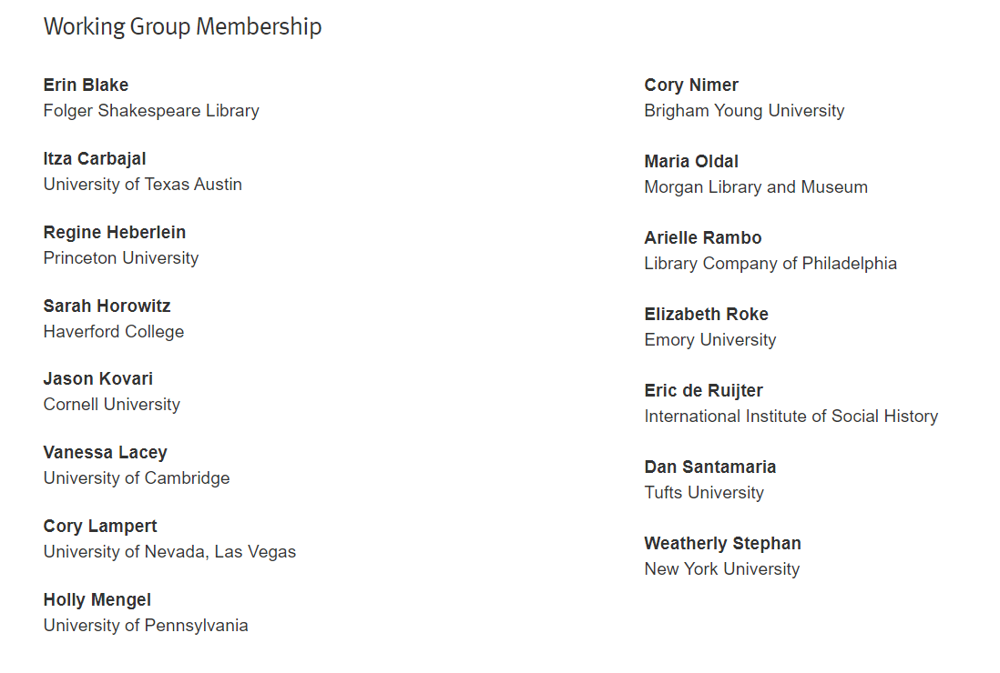 Working Group Membership
Erin Blake
Folger Shakespeare Library
Itza Carbajal
University of Texas Austin
Regine Heberlein
Princeton University
Sarah Horowitz
Haverford College
Jason Kovari
Cornell University
Vanessa Lacey
University of Cambridge
Cory Lampert
University of Nevada, Las Vegas
Holly Mengel
University of Pennsylvania
Cory Nimer
Brigham Young University
Maria Oldal
Morgan Library and Museum
Arielle Rambo
Library Company of Philadelphia
Elizabeth Roke
Emory University
Eric de Ruijter
International Institute of Social History
Dan Santamaria
Tufts University
Weatherly Stephan
New York University